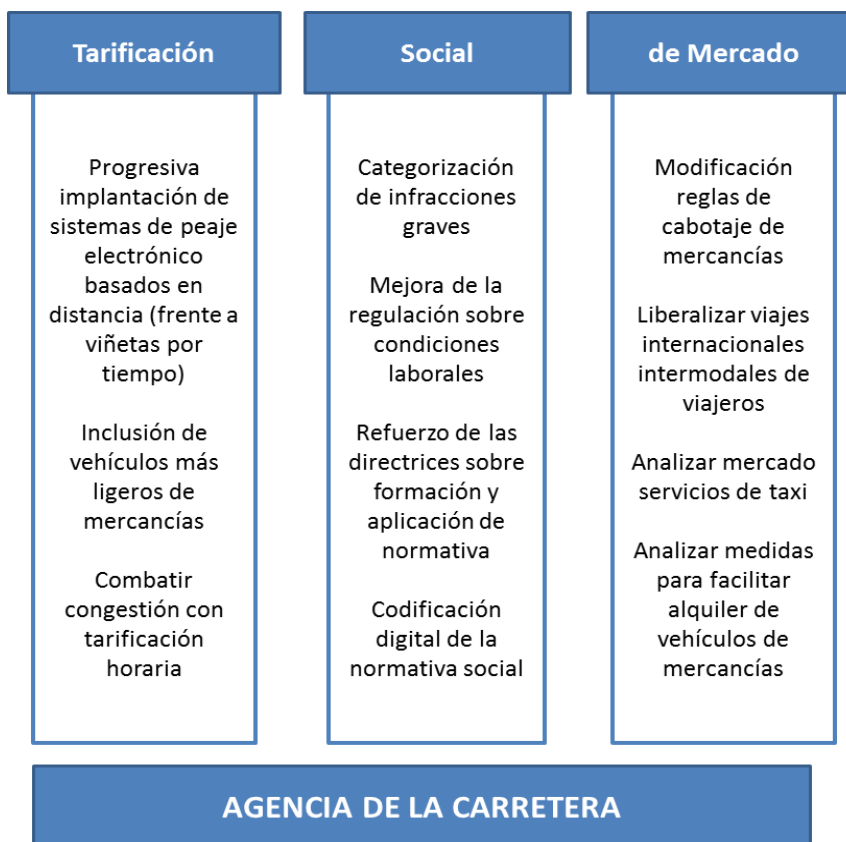 Tarificación
Progresiva
implantación de
sistemas de peaje
electrónico
basados en
distancia (frente a
viñetas por
tiempo)
Inclusión de
vehículos más
ligeros de
mercancías
Combatir
congestión con
tarificación
horaria
Social
Categorización
de infracciones
graves
Mejora de la
regulación sobre
condiciones
laborales
Refuerzo de las
directrices sobre
formación y
aplicación de
normativa
Codificación
digital de la
normativa social
de Mercado
Modificación
reglas de
cabotaje de
mercancías
Liberalizar viajes
internacionales
intermodales de
viajeros
Analizar mercado
servicios de taxi
Analizar medidas
para facilitar
alquiler de
vehículos de
mercancías
AGENCIA DE LA CARRETERA